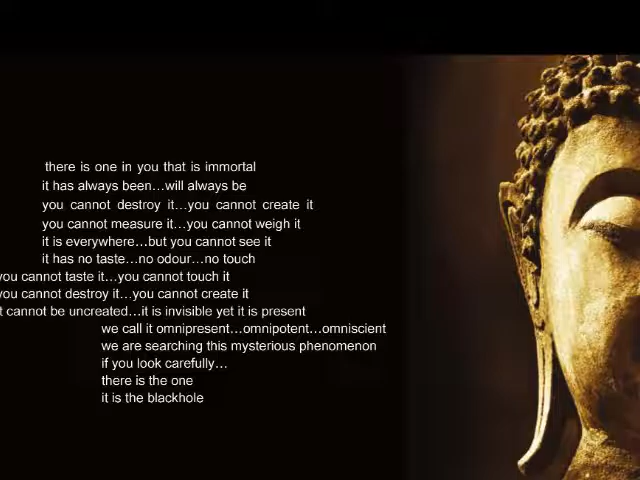 there is one in you that is immortal
it has always been...will always be
you cannot destroy it...you cannot create it
you cannot measure it...you cannot weigh it
it is everywhere...but you cannot see it
it has no taste...no odour...no touch
you cannot taste it...you cannot touch it
you cannot destroy it...you cannot create it
t cannot be uncreated...it is invisible yet it is present
we call it omnipresent...omnipotent...omniscient
we are searching this mysterious phenomenon
if you look carefully...
there is the one
it is the blackhole